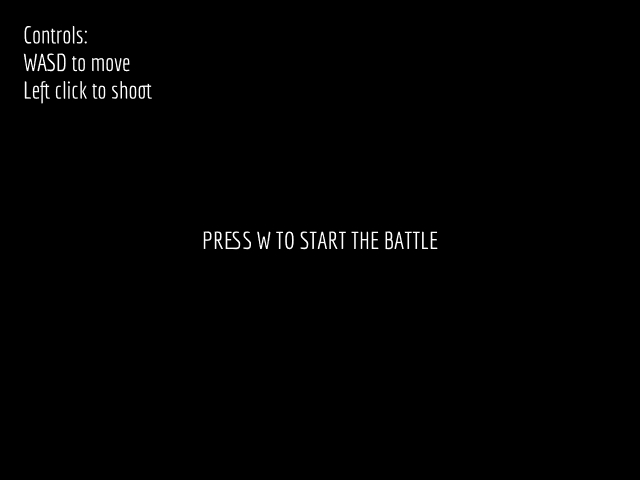 Controls:
WASD to move
Left click to shoot
PRESS W TO START THE BATTLE